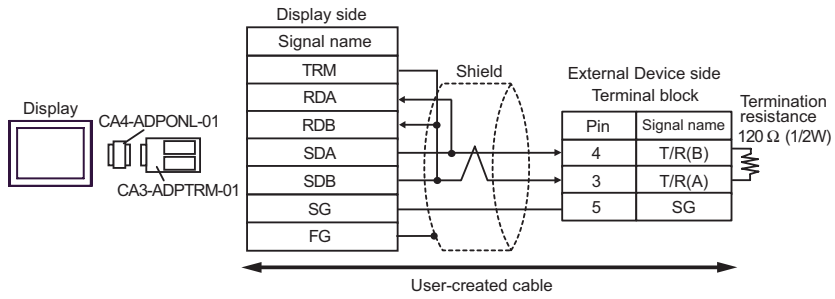 Display side
Signal name
TRM
RDA
RDB
SDA
SDB
SG
FG
Shield
External Device side
Terminal block
Pin Signal name
4 T/R(B)
3 T/R(A)
5 SG
Termination
resistance
120 Ω (1/2W)
Display
CA4-ADPONL-01
CA3-ADPTRM-01
User-created cable